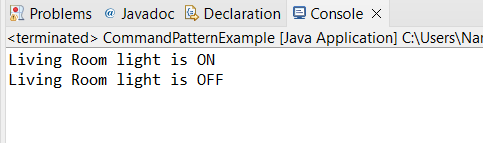 Problems @ Javadoc Declaration Console
<terminated> CommandPatternExample [Java Application] C:\Users\Nar
Living Room light is ON
Living Room light is OFF